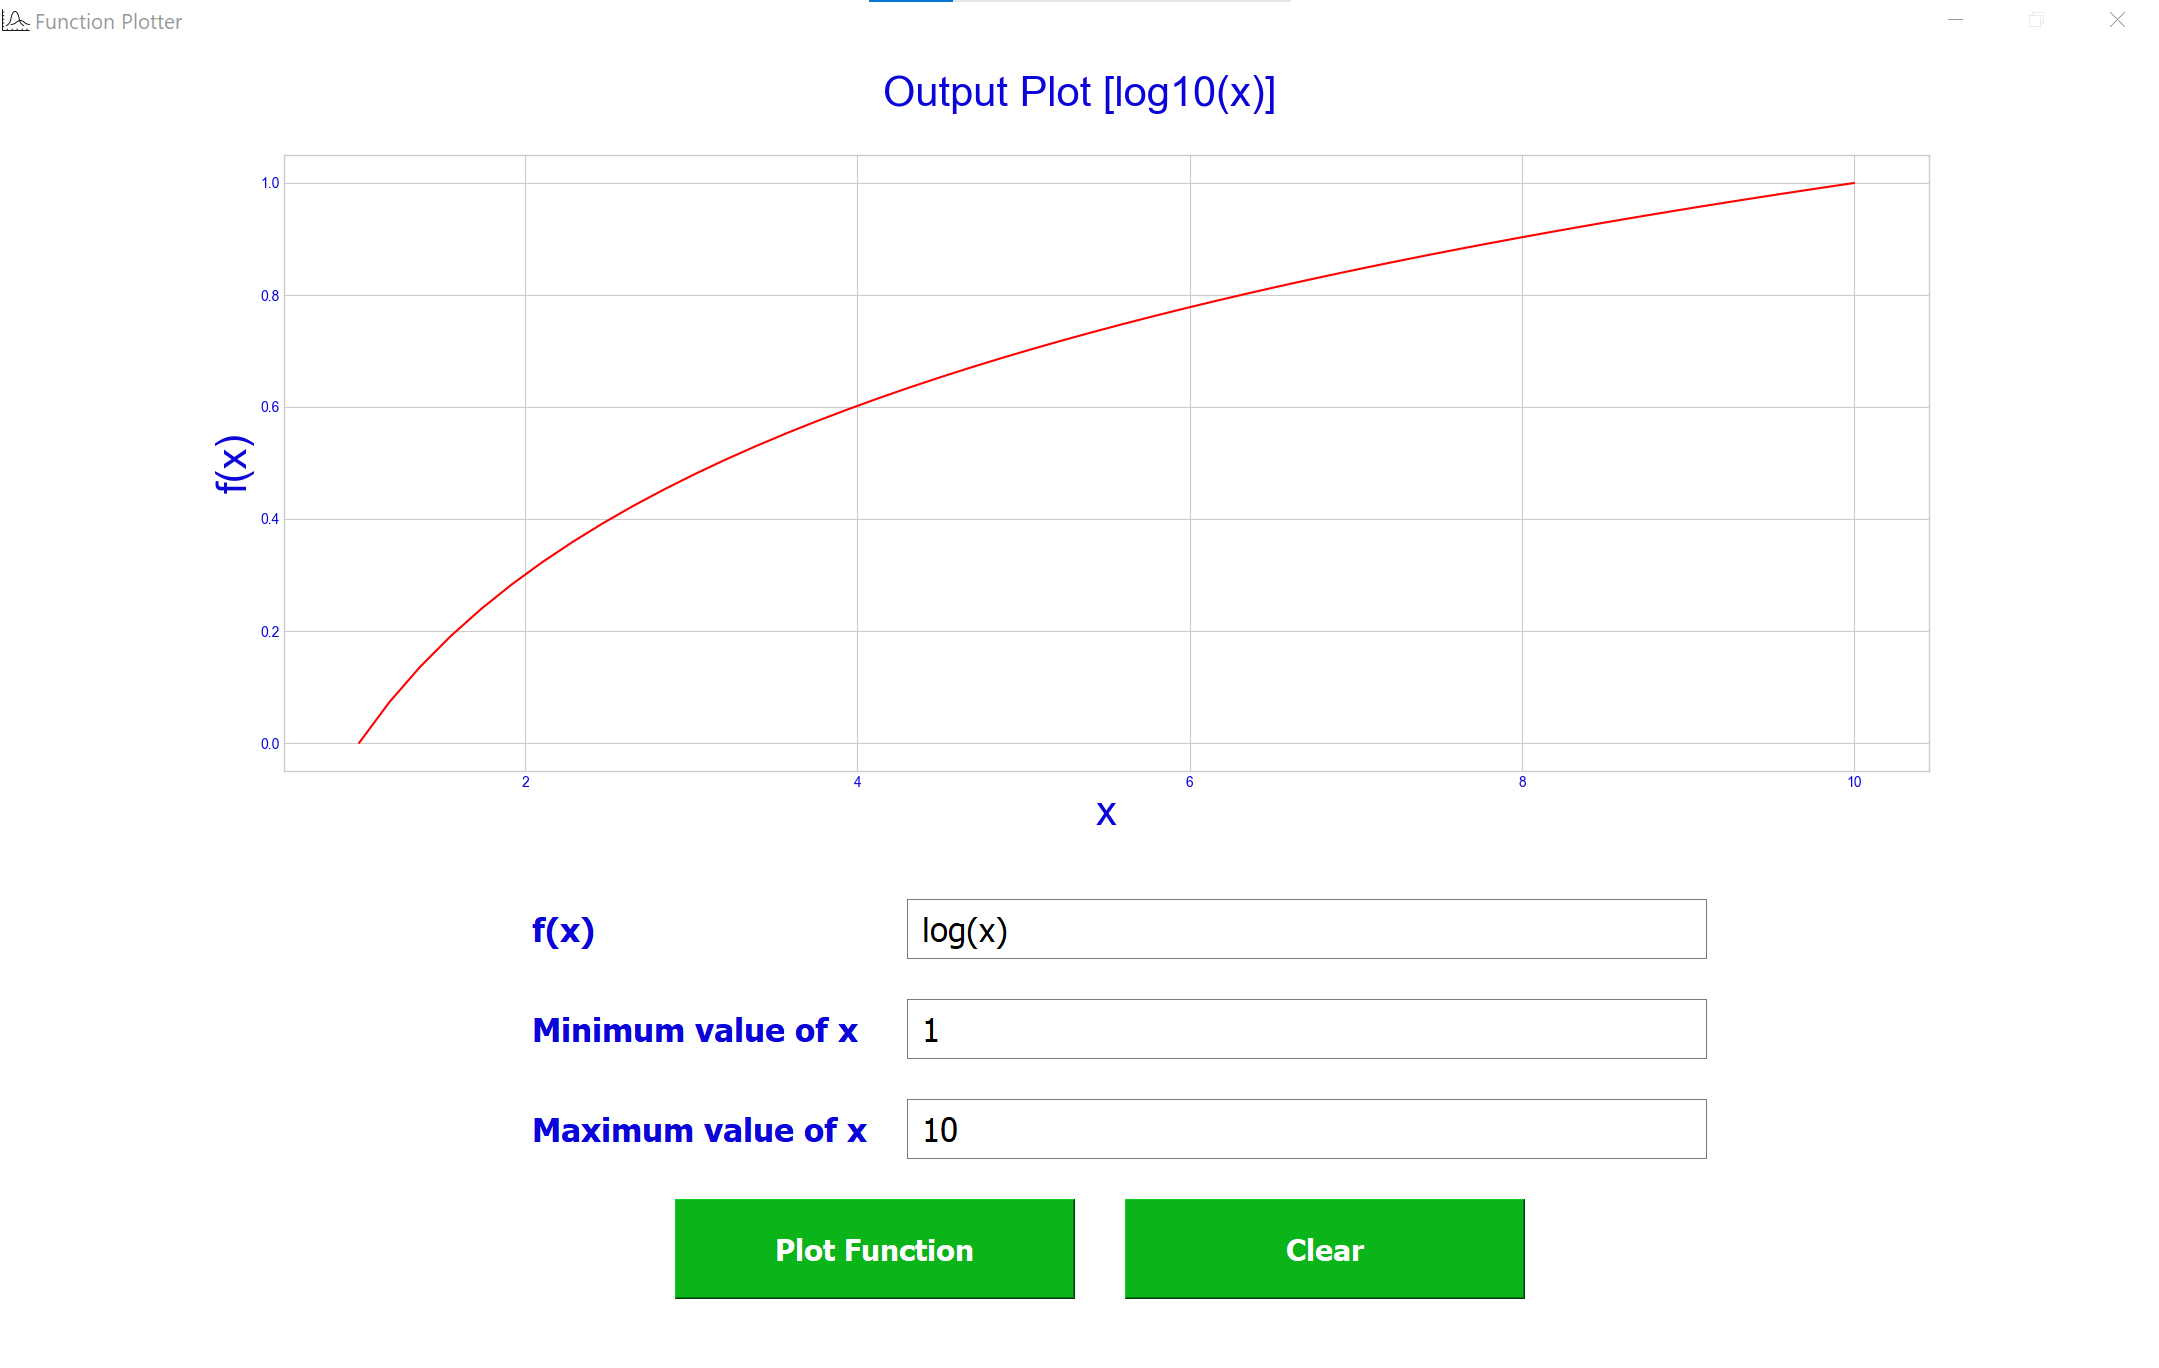 Function Plotter
Output Plot [log10(x)]
1.0
0.8
0.6
0.4
0.2
0.0
f(x)
2 4 6 8 10
x
f(x) log(x)
Minimum value of x 1
Maximum value of x 10
Plot Function Clear